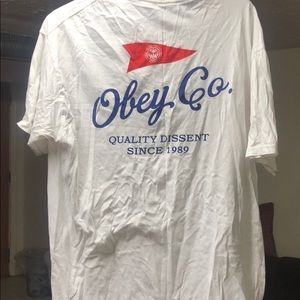 Obey Co.
QUALITY DISSENT
SINCE 1989